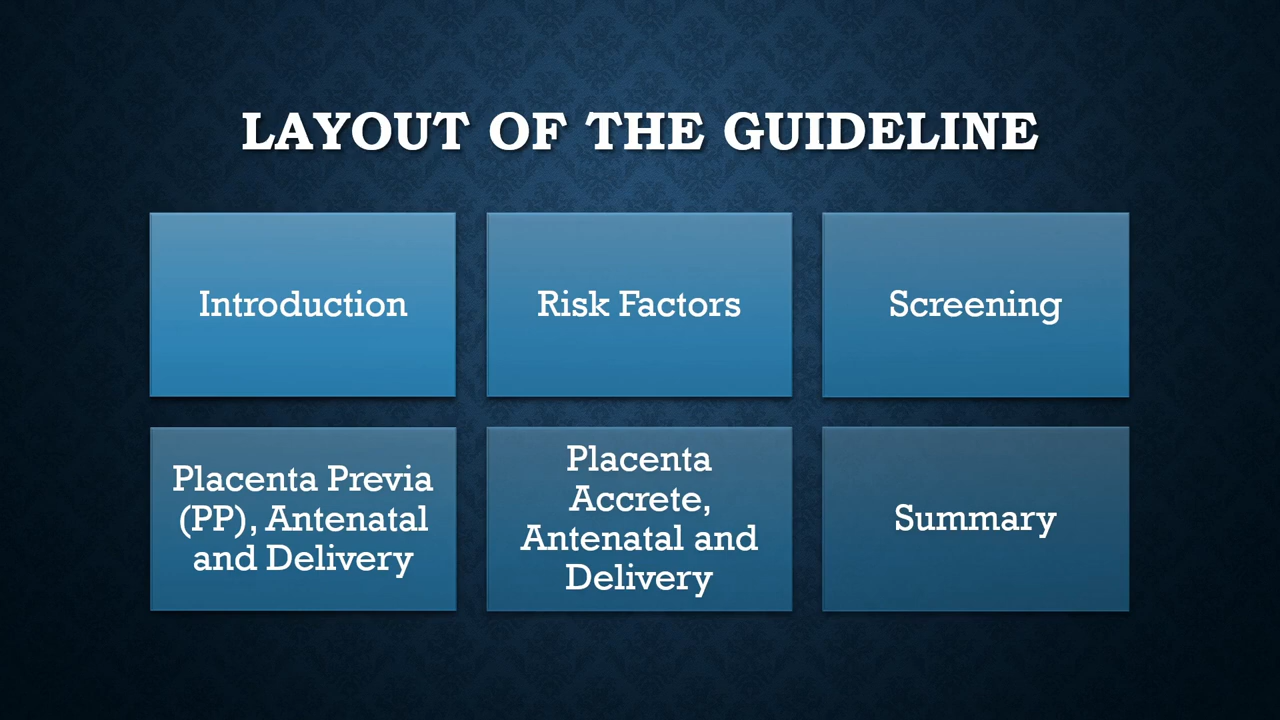 LAYOUT OF THE GUIDELINE
Introduction
Risk Factors
Screening
Placenta Previa
(PP), Antenatal
and Delivery
Placenta
Accrete,
Antenatal and
Delivery
Summary